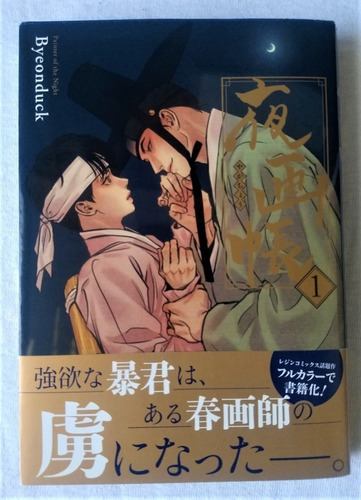 Painter of the Night
Byeonduck
夜画帳
1
強欲な暴君は、
ある春画師の
虜になった――。
レジンコミックス話題作
フルカラーで
書籍化!